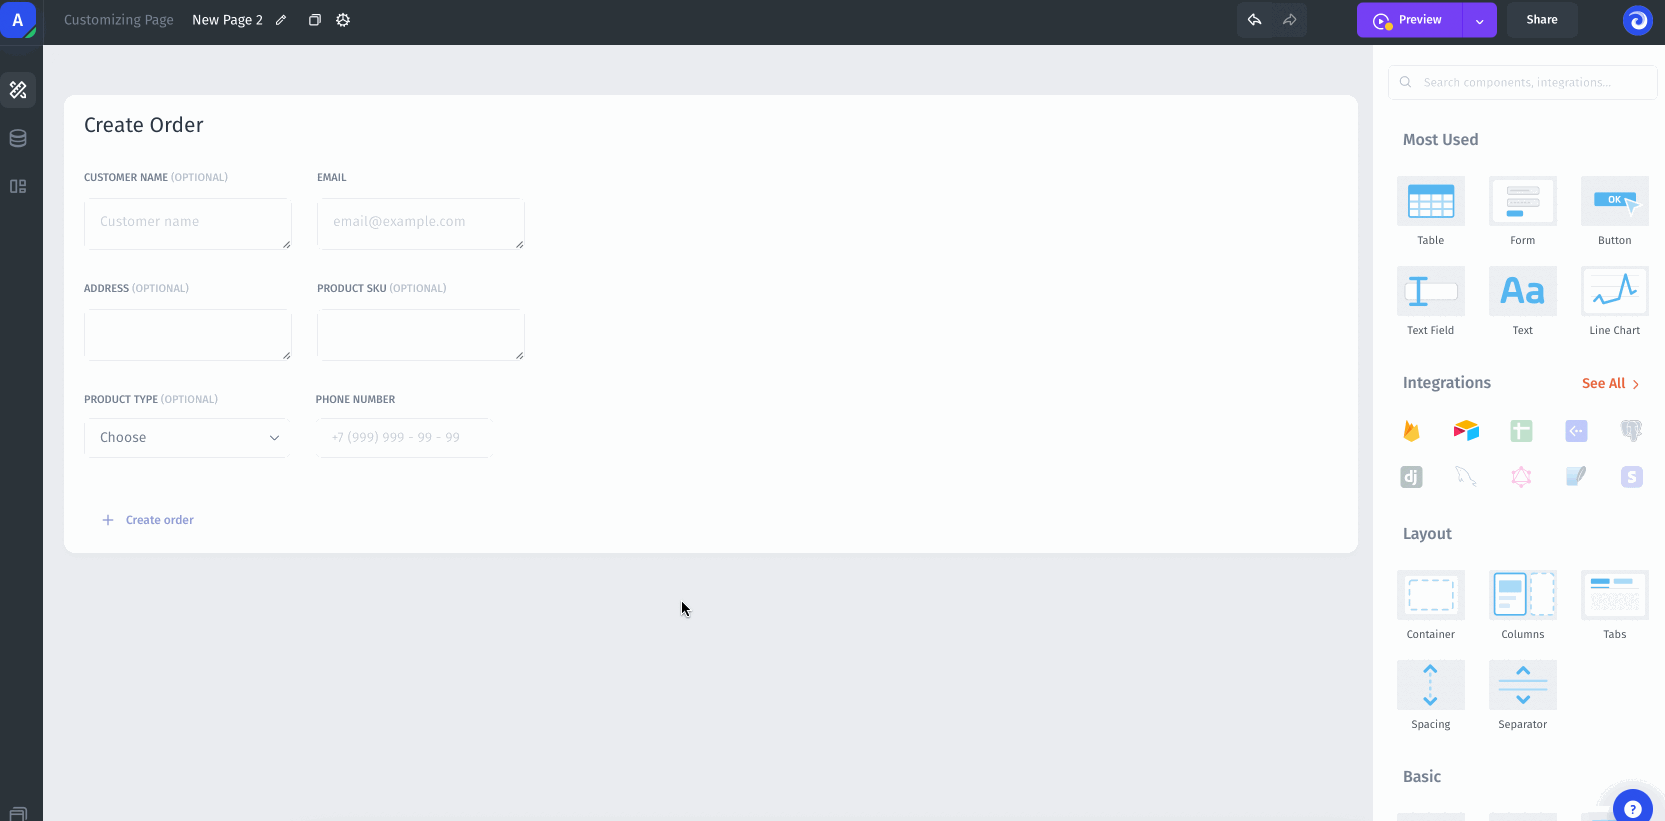 A
Customizing Page
New Page 2
Preview
Share
Create Order
CUSTOMER NAME (OPTIONAL)
EMAIL
Customer name
email@example.com
ADDRESS (OPTIONAL)
PRODUCT SKU (OPTIONAL)
PRODUCT TYPE (OPTIONAL)
PHONE NUMBER
Choose
+7 (999) 999 - 99 - 99
Create order
Search components, integrations...
Most Used
OK
Table
Form
Button
Aa
Text Field
Text
Line Chart
Integrations
See All
dj
S
Layout
Container
Columns
Tabs
Spacing
Separator
Basic
?